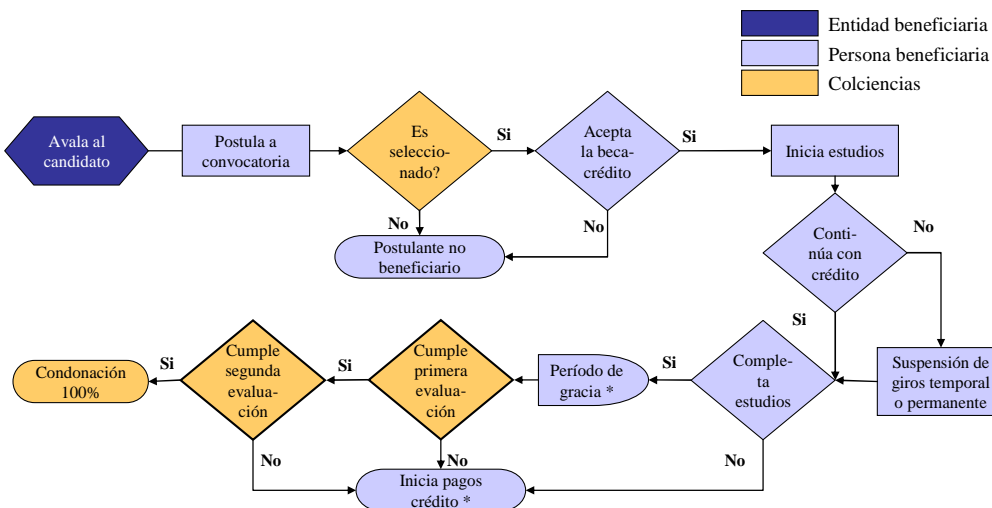 Entidad beneficiaria
Persona beneficiaria
Colciencias
Avala al
candidato
Postula a
convocatoria
Es
seleccio-
nado?
Si
Acepta
la beca-
crédito
Si
Inicia estudios
No
No
Postulante no
beneficiario
Conti-
núa con
crédito
No
Si
Suspensión de
giros temporal
o permanente
Comple-
ta
estudios
Si
Período de
gracia *
Cumple
primera
evalua-
ción
Si
Cumple
segunda
evalua-
ción
Si
Condonación
100%
No
No
No
Inicia pagos
crédito *